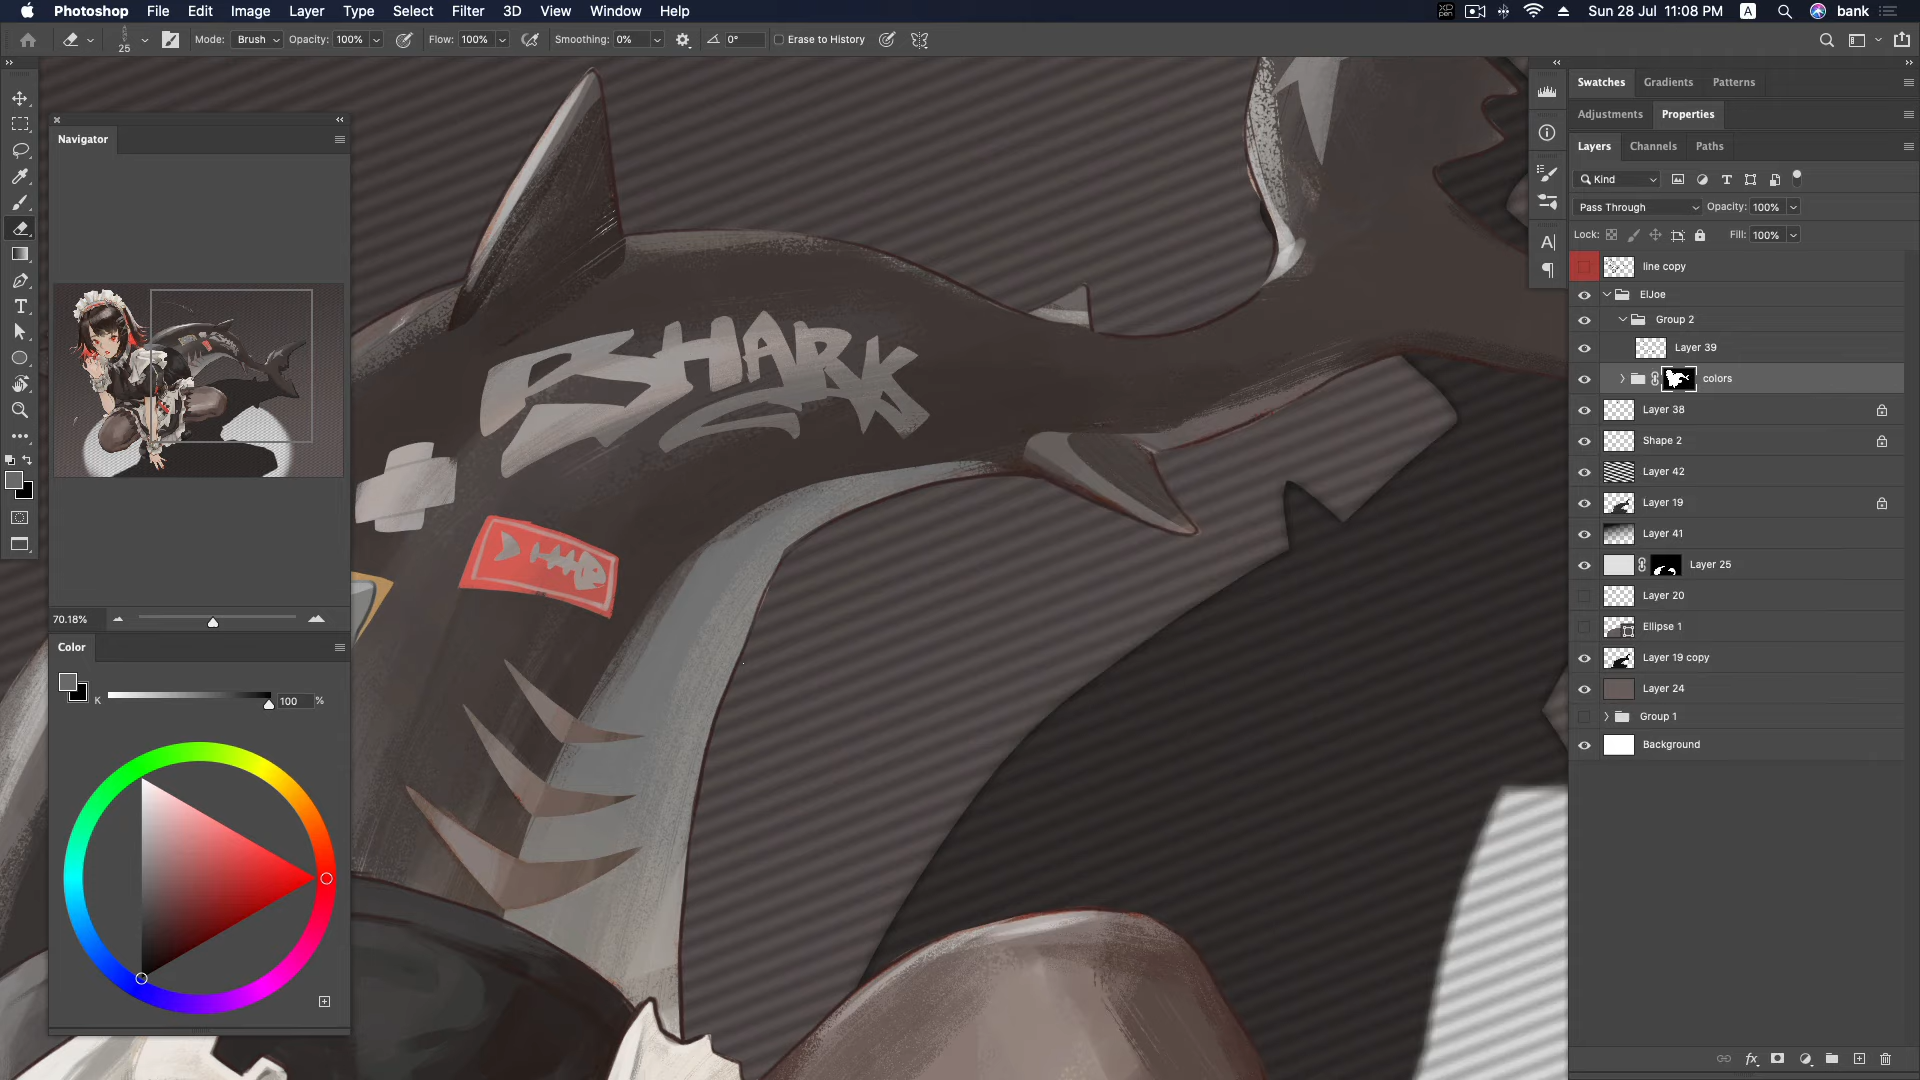 Photoshop File Edit Image Layer Type Select Filter 3D View Window Help Sun 28 Jul 11:08 PM A bank
25 Mode: Brush Opacity: 100% Flow: 100% Smoothing: 0% 0° Erase to History
Swatches Gradients Patterns
Adjustments Properties
Navigator
Layers Channels Paths
Kind
Pass Through Opacity: 100%
Lock: Fill: 100%
line copy
ElJoe
Group 2
Layer 39
colors
Layer 38
Shape 2
Layer 42
Layer 19
Layer 41
Layer 25
Layer 20
Ellipse 1
Layer 19 copy
Layer 24
Group 1
Background
SHARK
70.18%
Color
K 100 %